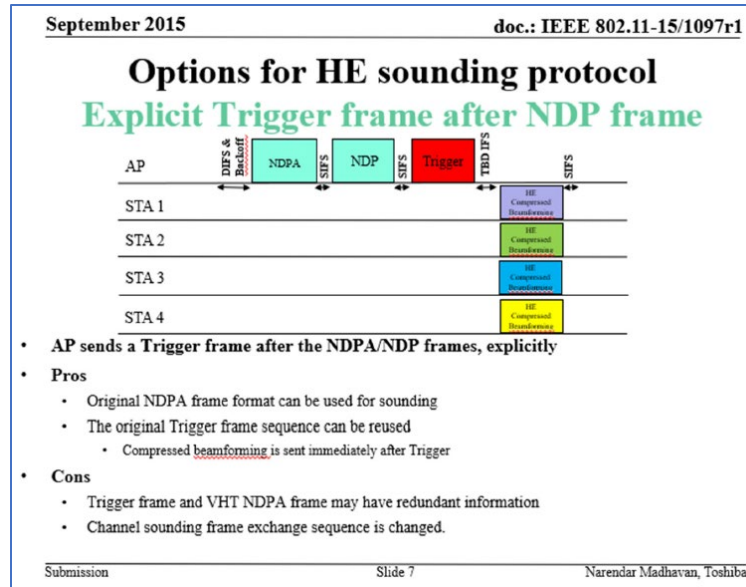 September 2015
doc.: IEEE 802.11-15/1097r1
Options for HE sounding protocol
Explicit Trigger frame after NDP frame
AP
DIFS &
Backoff
NDPA
SIFS
NDP
SIFS
Trigger
TBD IFS
SIFS
STA 1
HE
Compressed
Beamforming
STA 2
HE
Compressed
Beamforming
STA 3
HE
Compressed
Beamforming
STA 4
HE
Compressed
Beamforming
• AP sends a Trigger frame after the NDPA/NDP frames, explicitly
• Pros
• Original NDPA frame format can be used for sounding
• The original Trigger frame sequence can be reused
• Compressed beamforming is sent immediately after Trigger
• Cons
• Trigger frame and VHT NDPA frame may have redundant information
• Channel sounding frame exchange sequence is changed.
Submission
Slide 7
Narendar Madhavan, Toshiba